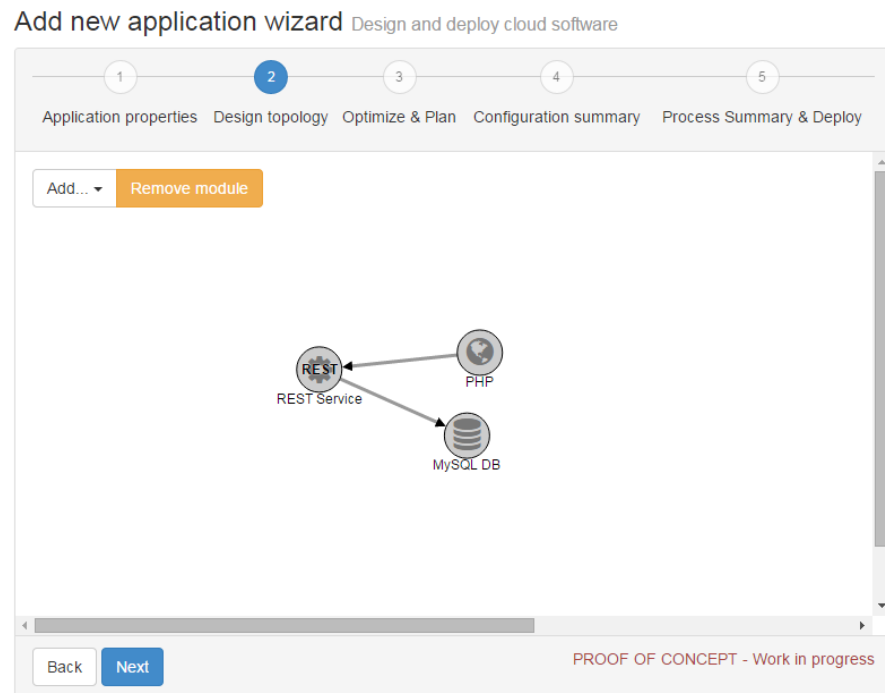 Add new application wizard Design and deploy cloud software
1 2 3 4 5
Application properties Design topology Optimize & Plan Configuration summary Process Summary & Deploy
Add... Remove module
PHP
REST
REST Service
MySQL DB
Back Next PROOF OF CONCEPT - Work in progress